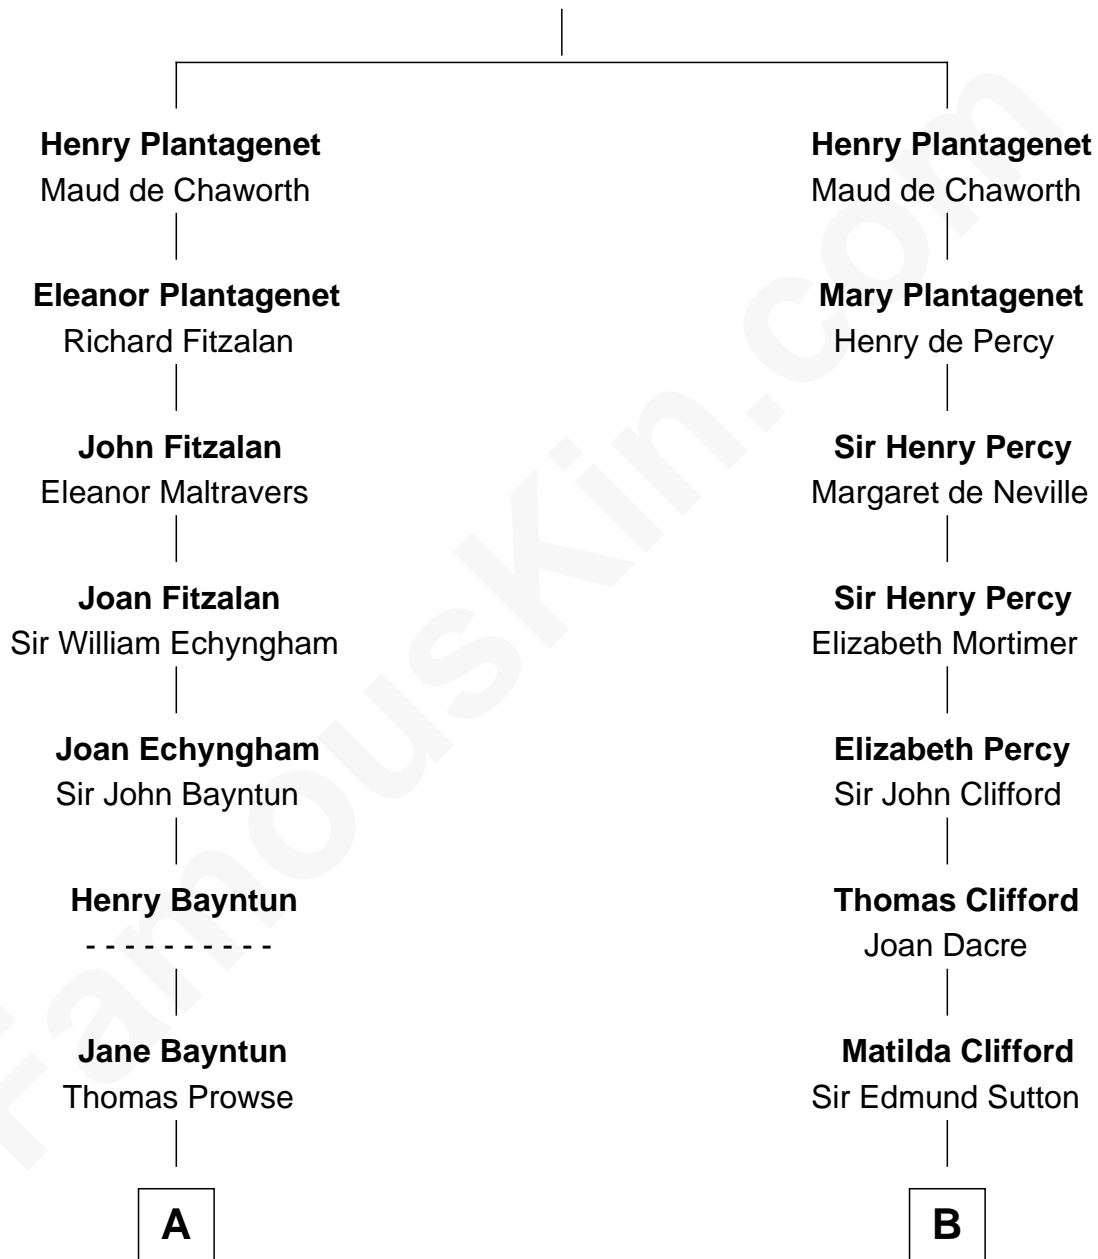 Henry Plantagenet
Maud de Chaworth
Eleanor Plantagenet
Richard Fitzalan
John Fitzalan
Eleanor Maltravers
Joan Fitzalan
Sir William Echyngham
Joan Echyngham
Sir John Bayntun
Henry Bayntun
- - - - - - - - - -
Jane Bayntun
Thomas Prowse
A
Henry Plantagenet
Maud de Chaworth
Mary Plantagenet
Henry de Percy
Sir Henry Percy
Margaret de Neville
Sir Henry Percy
Elizabeth Mortimer
Elizabeth Percy
Sir John Clifford
Thomas Clifford
Joan Dacre
Matilda Clifford
Sir Edmund Sutton
B
FamousKin.com